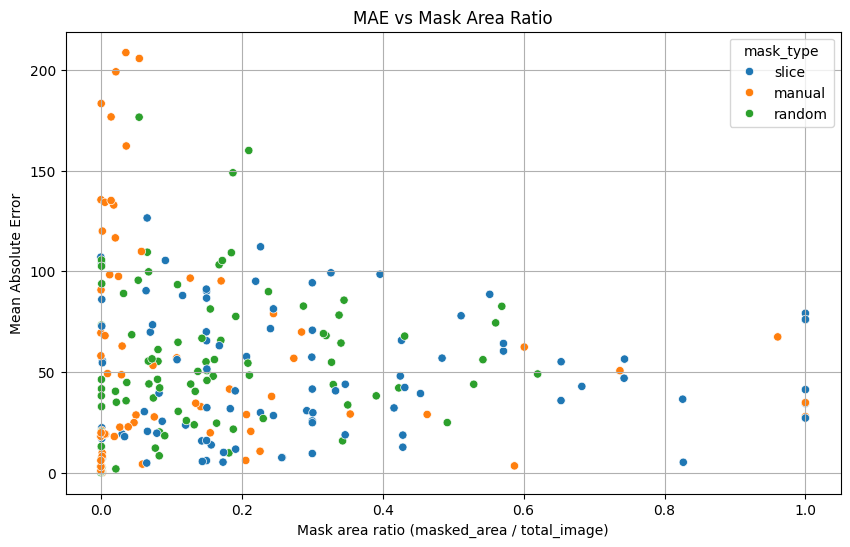 MAE vs Mask Area Ratio
mask_type
slice
manual
random
Mean Absolute Error
200
150
100
50
0
0.0 0.2 0.4 0.6 0.8 1.0
Mask area ratio (masked_area / total_image)